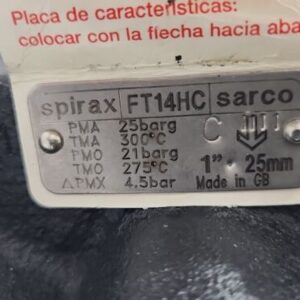 Placa de características:
colocar con la flecha hacia aba
spirax FT14HC sarco
PMA 25barg
TMA 300°C
PMO 21barg
TMO 275°C
ΔPMX 4.5bar
1” · 25mm
Made in GB